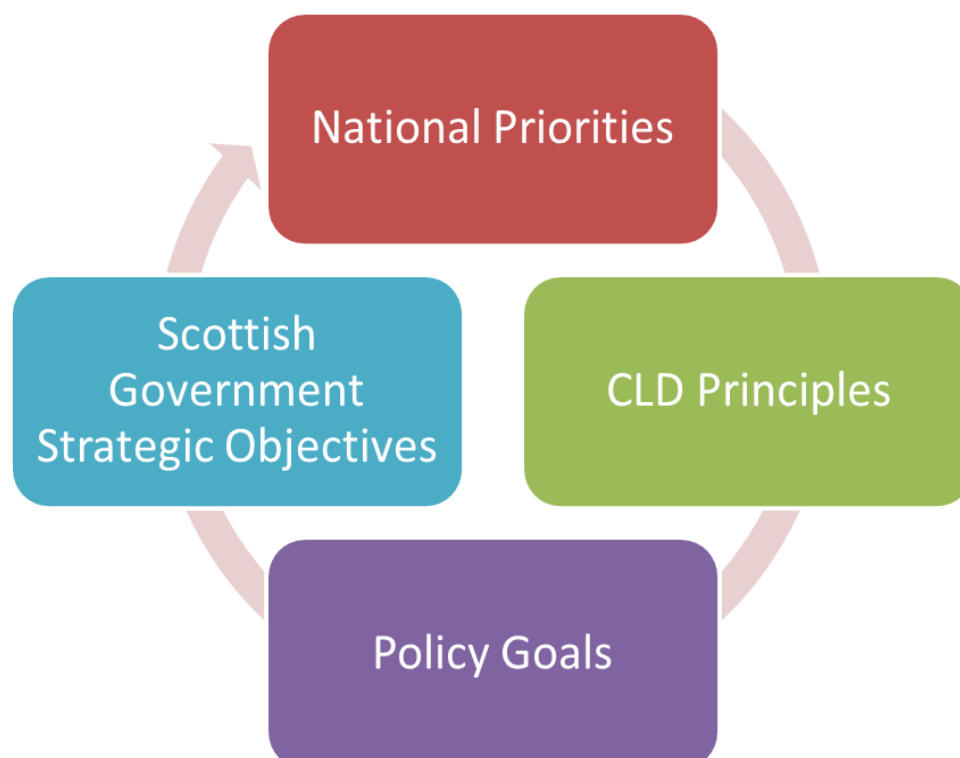 National Priorities
CLD Principles
Policy Goals
Scottish
Government
Strategic Objectives